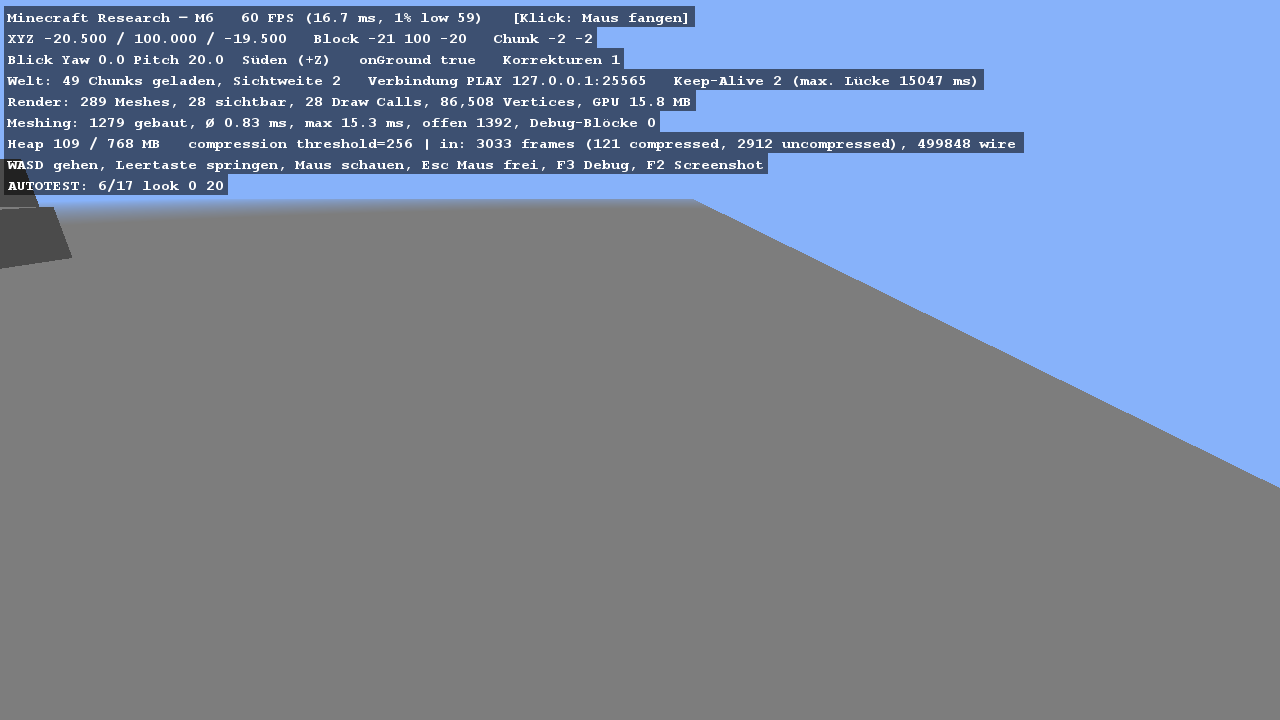 Minecraft Research — M6 60 FPS (16.7 ms, 1% low 59) [Klick: Maus fangen]
XYZ -20.500 / 100.000 / -19.500 Block -21 100 -20 Chunk -2 -2
Blick Yaw 0.0 Pitch 20.0 Süden (+Z) onGround true Korrekturen 1
Welt: 49 Chunks geladen, Sichtweite 2 Verbindung PLAY 127.0.0.1:25565 Keep-Alive 2 (max. Lücke 15047 ms)
Render: 289 Meshes, 28 sichtbar, 28 Draw Calls, 86,508 Vertices, GPU 15.8 MB
Meshing: 1279 gebaut, Ø 0.83 ms, max 15.3 ms, offen 1392, Debug-Blöcke 0
Heap 109 / 768 MB compression threshold=256 | in: 3033 frames (121 compressed, 2912 uncompressed), 499848 wire
WASD gehen, Leertaste springen, Maus schauen, Esc Maus frei, F3 Debug, F2 Screenshot
AUTOTEST: 6/17 look 0 20